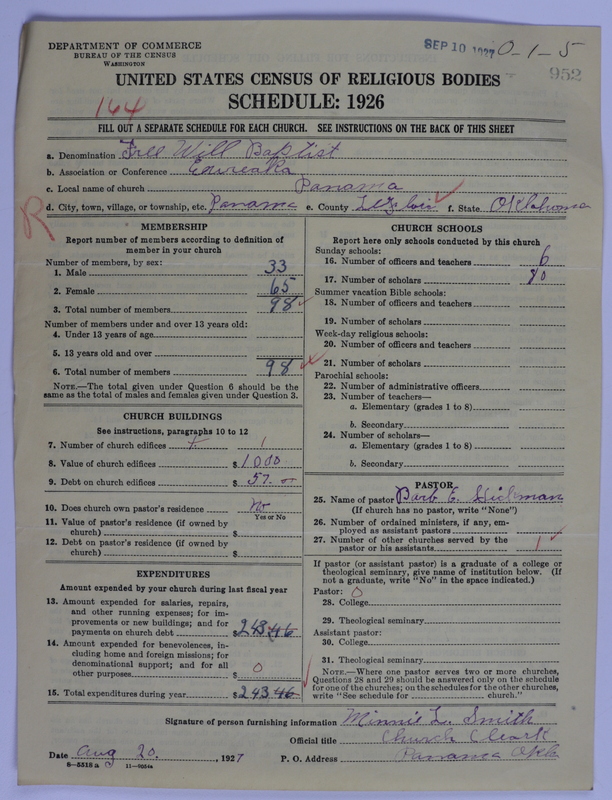 DEPARTMENT OF COMMERCE
BUREAU OF THE CENSUS
WASHINGTON
SEP 10 1927
0-1-5
952
UNITED STATES CENSUS OF RELIGIOUS BODIES
SCHEDULE: 1926
164
FILL OUT A SEPARATE SCHEDULE FOR EACH CHURCH. SEE INSTRUCTIONS ON THE BACK OF THIS SHEET
a. Denomination Free Will Baptist
b. Association or Conference
c. Local name of church Panama
d. City, town, village, or township, etc. Panama e. County f. State Oklahoma
R
MEMBERSHIP
Report number of members according to definition of
member in your church
Number of members, by sex:
1. Male 33
2. Female 65
3. Total number of members 98
Number of members under and over 13 years old:
4. Under 13 years of age
5. 13 years old and over
6. Total number of members 98
NOTE.—The total given under Question 6 should be the
same as the total of males and females given under Question 3.
CHURCH BUILDINGS
See instructions, paragraphs 10 to 12
7. Number of church edifices 1
8. Value of church edifices $1000
9. Debt on church edifices $57.00
10. Does church own pastor's residence No
Yes or No
11. Value of pastor's residence (if owned by
church) $
12. Debt on pastor's residence (if owned by
church) $
EXPENDITURES
Amount expended by your church during last fiscal year
13. Amount expended for salaries, repairs,
and other running expenses; for im-
provements or new buildings; and for
payments on church debt $243.46
14. Amount expended for benevolences, in-
cluding home and foreign missions; for
denominational support; and for all
other purposes $0
15. Total expenditures during year $243.46
CHURCH SCHOOLS
Report here only schools conducted by this church
Sunday schools:
16. Number of officers and teachers 6
17. Number of scholars 80
Summer vacation Bible schools:
18. Number of officers and teachers
19. Number of scholars
Week-day religious schools:
20. Number of officers and teachers
21. Number of scholars
Parochial schools:
22. Number of administrative officers
23. Number of teachers—
a. Elementary (grades 1 to 8)
b. Secondary
24. Number of scholars—
a. Elementary (grades 1 to 8)
b. Secondary
PASTOR
25. Name of pastor E. Hickman
(If church has no pastor, write "None")
26. Number of ordained ministers, if any, em-
ployed as assistant pastors
27. Number of other churches served by the
pastor or his assistants 1
If pastor (or assistant pastor) is a graduate of a college or
theological seminary, give name of institution below. (If
not a graduate, write "No" in the space indicated.)
Pastor: 0
28. College
29. Theological seminary
Assistant pastor:
30. College
31. Theological seminary
NOTE.—Where one pastor serves two or more churches,
Questions 28 and 29 should be answered only on the schedule
for one of the churches; on the schedules for the other churches,
write "See schedule for church."
Signature of person furnishing information Minnie L. Smith
Official title Church Cleark
Date Aug 20, 1927 P. O. Address Panama Okla
8-5518 a 11-9054a